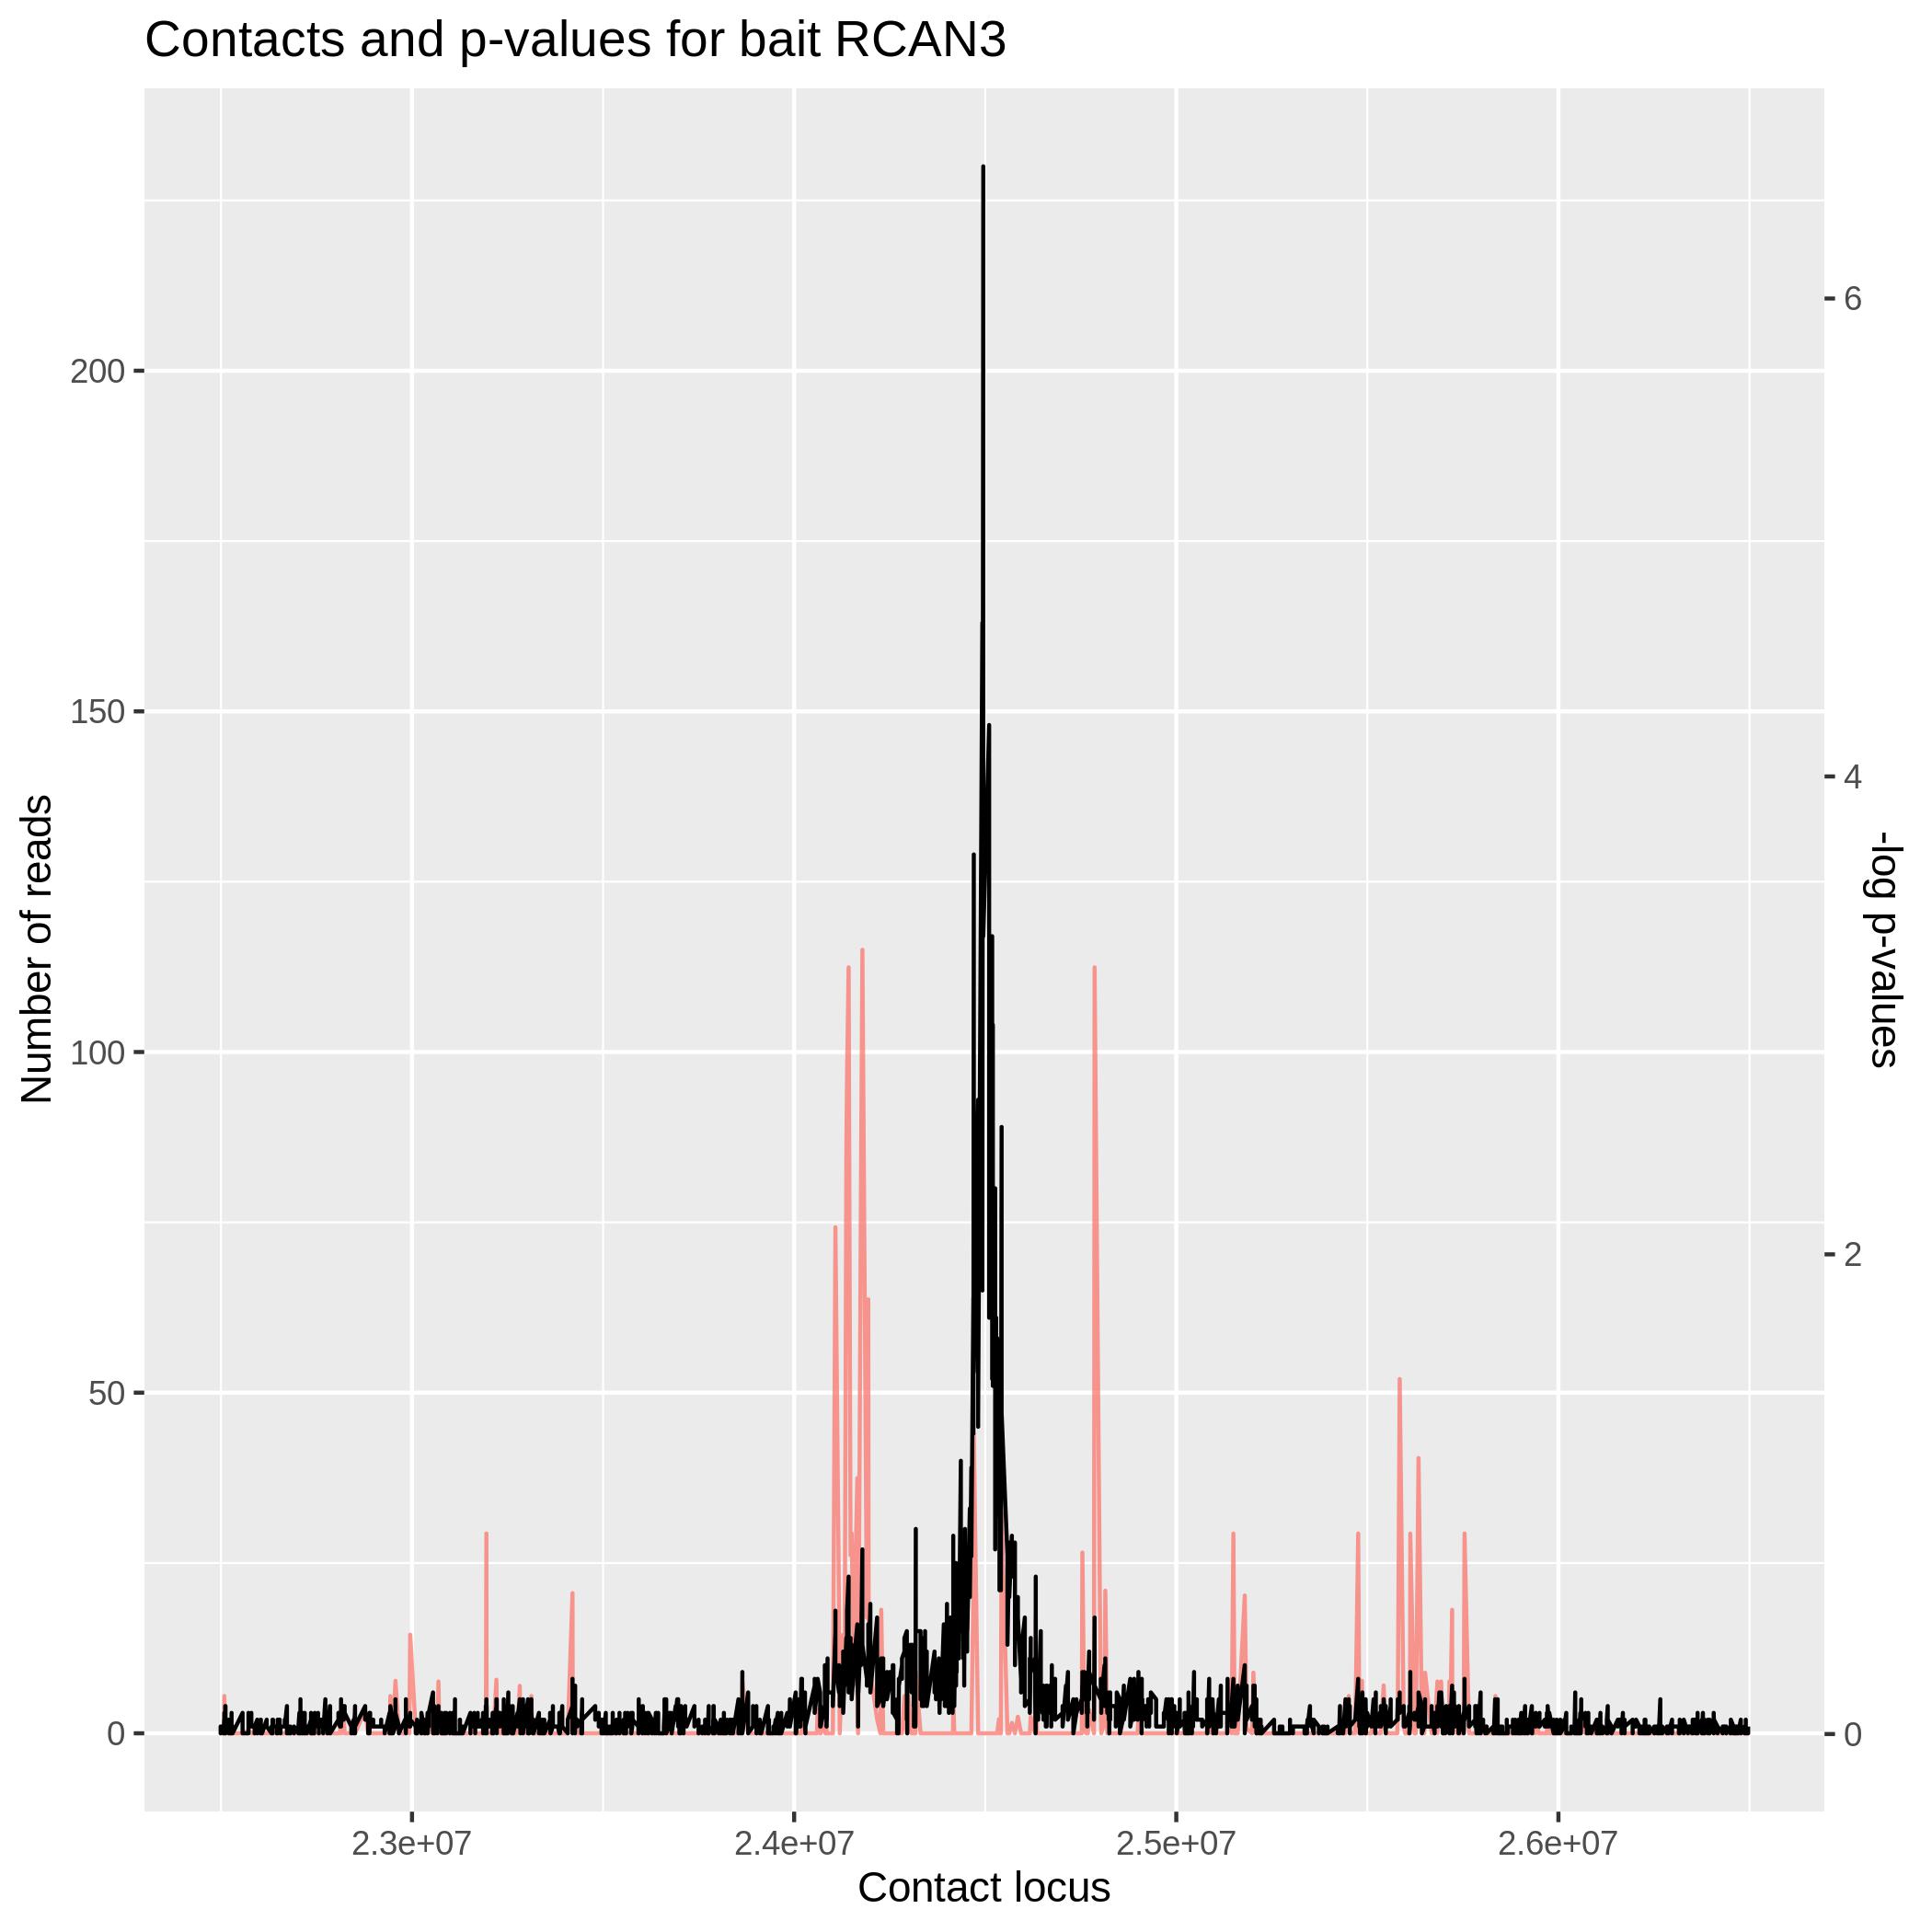 Contacts and p-values for bait RCAN3
Number of reads
200
150
100
50
0
6
4
2
0
-log p-values
2.3e+07
2.4e+07
2.5e+07
2.6e+07
Contact locus